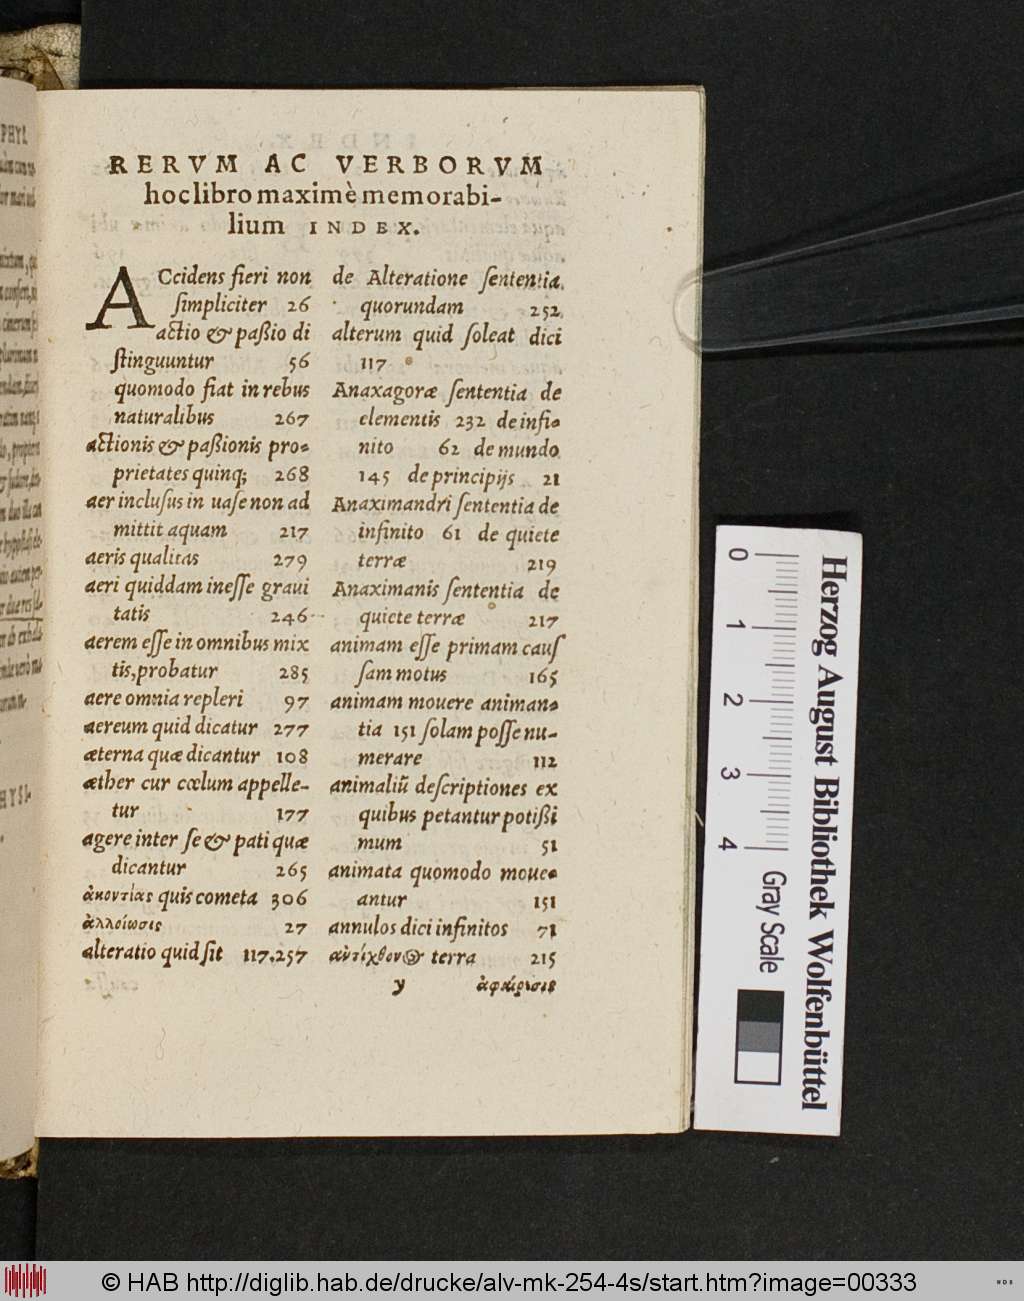 RERVM AC VERBORVM
hoc libro maximè memorabi-
lium INDEX.
ACcidens fieri non
ſimpliciter 26
actio & paßio di
ſtinguuntur 56
quomodo fiat in rebus
naturalibus 267
actionis & paßionis pro-
prietates quinq; 268
aer incluſus in uaſe non ad
mittit aquam 217
aeris qualitas 279
aeri quiddam ineſſe graui
tatis 246
aerem eſſe in omnibus mix
tis, probatur 285
aere omnia repleri 97
aereum quid dicatur 277
æterna quæ dicantur 108
æther cur cœlum appelle-
tur 177
agere inter ſe & pati quæ
dicantur 265
ἀκοντίας quis cometa 306
ἀλλοίωσις 27
alteratio quid ſit 117.257
de Alteratione ſententia
quorundam 252
alterum quid ſoleat dici
117
Anaxagoræ ſententia de
elementis 232 de infi-
nito 62 de mundo
145 de principijs 21
Anaximandri ſententia de
infinito 61 de quiete
terræ 219
Anaximanis ſententia de
quiete terræ 217
animam eſſe primam cauſ
ſam motus 165
animam mouere animan-
tia 151 ſolam poſſe nu-
merare 112
animaliũ deſcriptiones ex
quibus petantur potißi
mum 51
animata quomodo moue-
antur 151
annulos dici infinitos 71
αὐτίχθονος terra 215
y ἀφαίρεσις
0
1
2
3
4
Gray Scale
Herzog August Bibliothek Wolfenbüttel
PHYS.
HYSI-
© HAB http://diglib.hab.de/drucke/alv-mk-254-4s/start.htm?image=00333